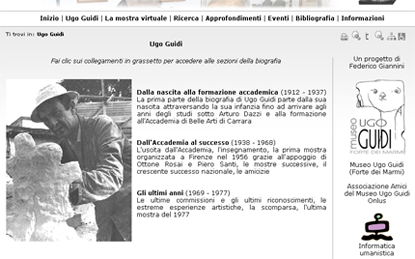 Inizio | Ugo Guidi | La mostra virtuale | Ricerca | Approfondimenti | Eventi | Bibliografia | Informazioni
Ti trovi in: Ugo Guidi
Ugo Guidi
Fai clic sui collegamenti in grassetto per accedere alle sezioni della biografia
Dalla nascita alla formazione accademica (1912 - 1937)
La prima parte della biografia di Ugo Guidi parte dalla sua
nascita attraversando la sua infanzia fino ad arrivare agli
anni degli studi sotto Arturo Dazzi e alla formazione
all'Accademia di Belle Arti di Carrara
Dall'Accademia al successo (1938 - 1968)
L'uscita dall'Accademia, l'insegnamento, la prima mostra
organizzata a Firenze nel 1956 grazie all'appoggio di
Ottone Rosai e Piero Santi, le mostre successive, il
crescente successo nazionale, le amicizie
Gli ultimi anni (1969 - 1977)
Le ultime commissioni e gli ultimi riconoscimenti, le
estreme esperienze artistiche, la scomparsa, l'ultima
mostra del 1977
Un progetto di
Federico Giannini
museo
UGO
GUIDI
FORTE DEI MARMI
Museo Ugo Guidi
(Forte dei Marmi)
Associazione Amici
del Museo Ugo Guidi
Onlus
Informatica
umanistica